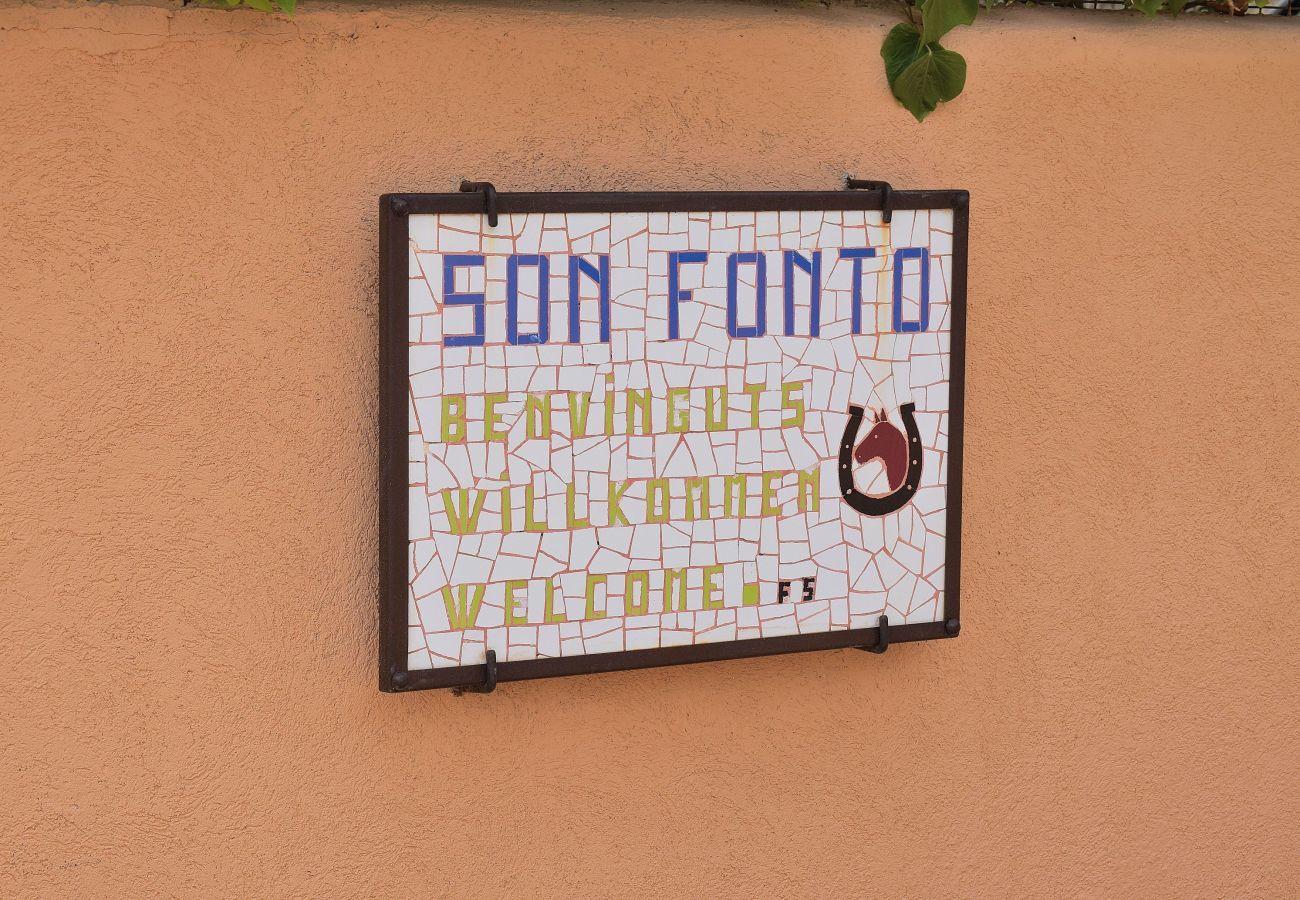 SON FONTO
BENVINGUTS
WILLKOMMEN
WELCOME. FS